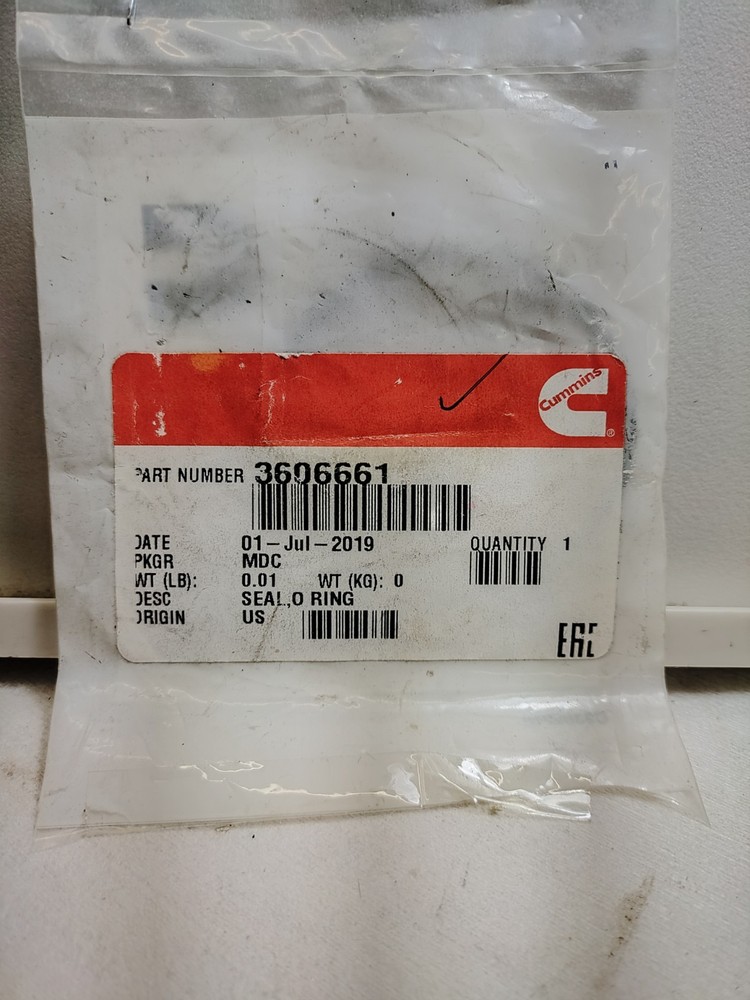 Cummins
®
PART NUMBER 3606661
DATE 01-Jul-2019 QUANTITY 1
PKGR MDC
WT (LB): 0.01 WT (KG): 0
DESC SEAL,O RING
ORIGIN US
EAC